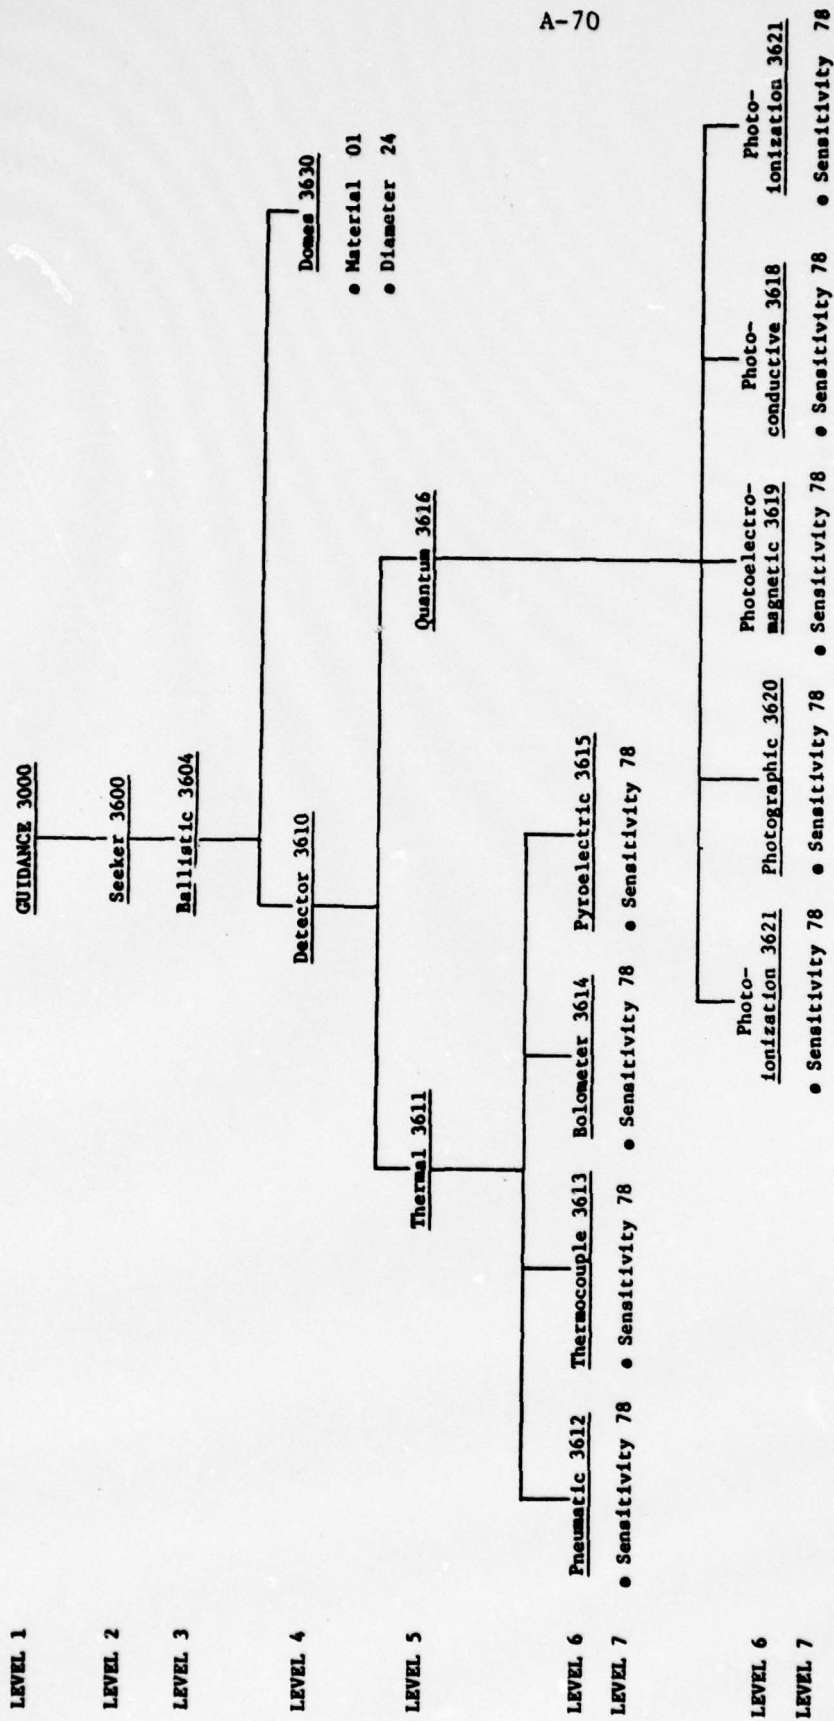 A-70
LEVEL 1
GUIDANCE 3000
LEVEL 2
Seeker 3600
LEVEL 3
Ballistic 3604
LEVEL 4
Detector 3610
Domes 3630
● Material 01
● Diameter 24
LEVEL 5
Thermal 3611
Quantum 3616
LEVEL 6
Pneumatic 3612
Thermocouple 3613
Bolometer 3614
Pyroelectric 3615
LEVEL 7
● Sensitivity 78
● Sensitivity 78
● Sensitivity 78
● Sensitivity 78
LEVEL 6
Photo-
ionization 3621
Photographic 3620
Photoelectro-
magnetic 3619
Photo-
conductive 3618
Photo-
ionization 3621
LEVEL 7
● Sensitivity 78
● Sensitivity 78
● Sensitivity 78
● Sensitivity 78
● Sensitivity 78